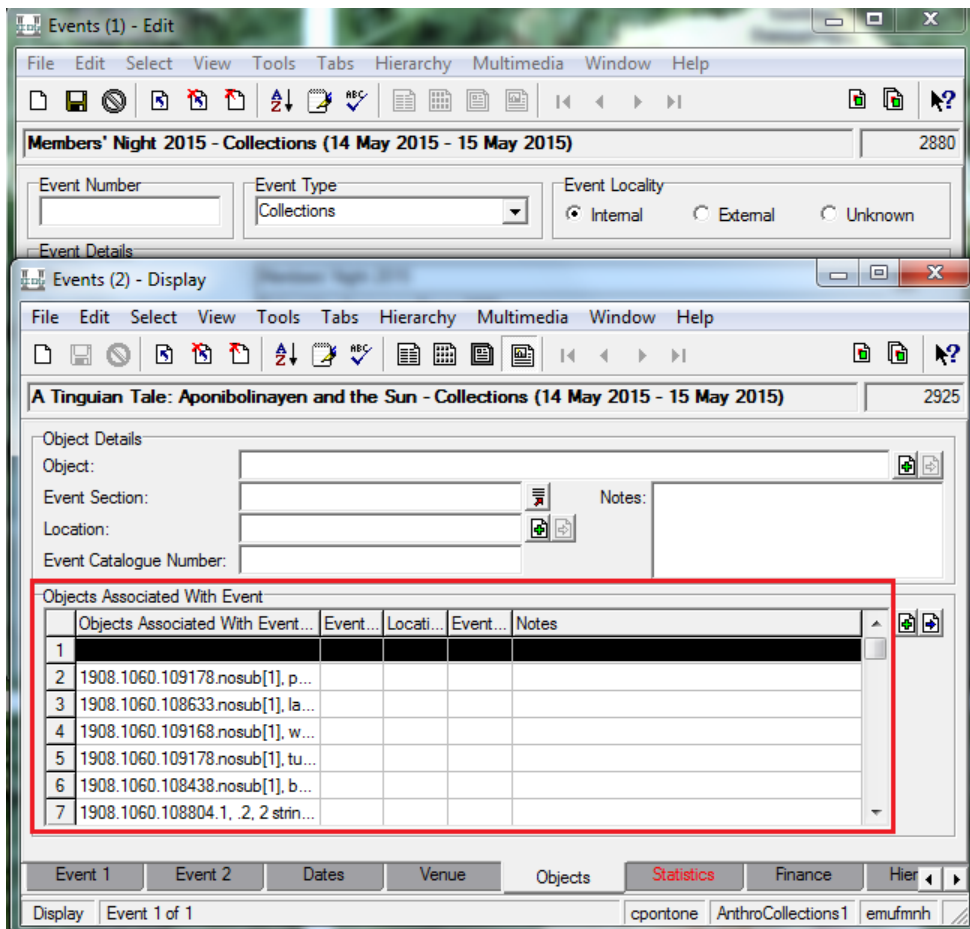 Events (1) - Edit
File Edit Select View Tools Tabs Hierarchy Multimedia Window Help
Members' Night 2015 - Collections (14 May 2015 - 15 May 2015) 2880
Event Number Event Type Event Locality
Collections Internal External Unknown
Event Details
Events (2) - Display
File Edit Select View Tools Tabs Hierarchy Multimedia Window Help
A Tinguian Tale: Aponibolinayen and the Sun - Collections (14 May 2015 - 15 May 2015) 2925
Object Details
Object:
Event Section: Notes:
Location:
Event Catalogue Number:
Objects Associated With Event
Objects Associated With Event... Event... Locati... Event... Notes
1
2 1908.1060.109178.nosub[1], p...
3 1908.1060.108633.nosub[1], la...
4 1908.1060.109168.nosub[1], w...
5 1908.1060.109178.nosub[1], tu...
6 1908.1060.108438.nosub[1], b...
7 1908.1060.108804.1, .2, 2 strin...
Event 1 Event 2 Dates Venue Objects Statistics Finance Hier
Display Event 1 of 1 cpontone AnthroCollections1 emufmnh